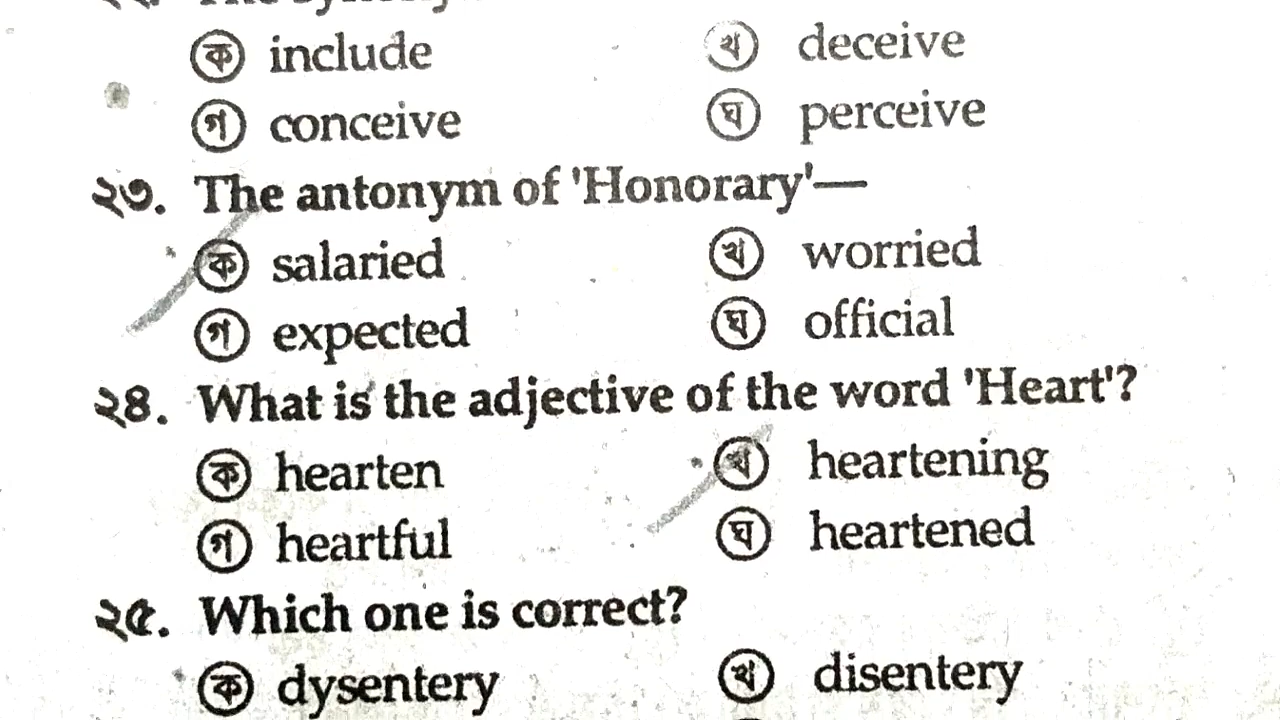 ক include খ deceive
গ conceive ঘ perceive
২৩. The antonym of 'Honorary'—
ক salaried খ worried
গ expected ঘ official
২৪. What is the adjective of the word 'Heart'?
ক hearten খ heartening
গ heartful ঘ heartened
২৫. Which one is correct?
ক dysentery খ disentery